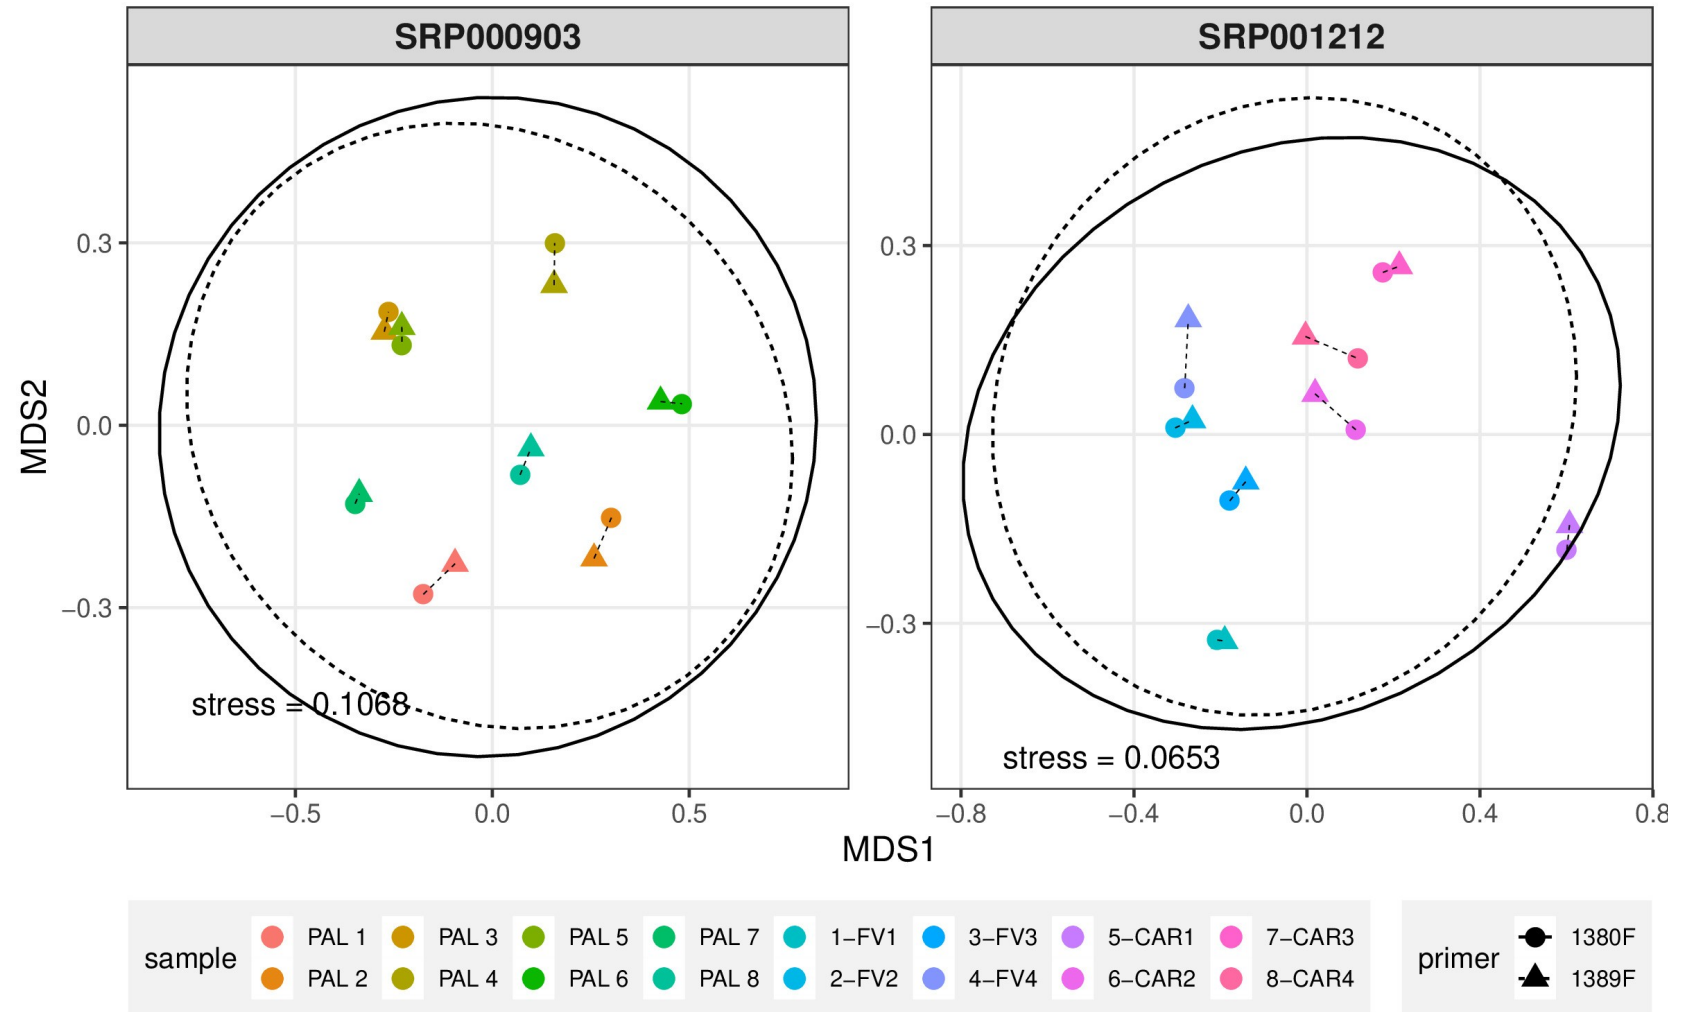 SRP000903
SRP001212
MDS2
0.3
0.0
−0.3
0.3
0.0
−0.3
stress = 0.1068
stress = 0.0653
−0.5 0.0 0.5
−0.8 −0.4 0.0 0.4 0.8
MDS1
sample
PAL 1 PAL 3 PAL 5 PAL 7 1−FV1 3−FV3 5−CAR1 7−CAR3
PAL 2 PAL 4 PAL 6 PAL 8 2−FV2 4−FV4 6−CAR2 8−CAR4
primer
1380F
1389F